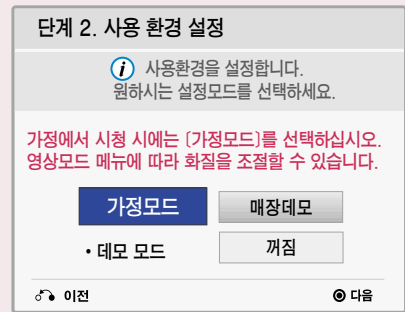 단계 2. 사용 환경 설정
i 사용환경을 설정합니다.
원하시는 설정모드를 선택하세요.
가정에서 시청 시에는 [가정모드]를 선택하십시오.
영상모드 메뉴에 따라 화질을 조절할 수 있습니다.
가정모드 매장데모
• 데모 모드 꺼짐
이전 ◉ 다음